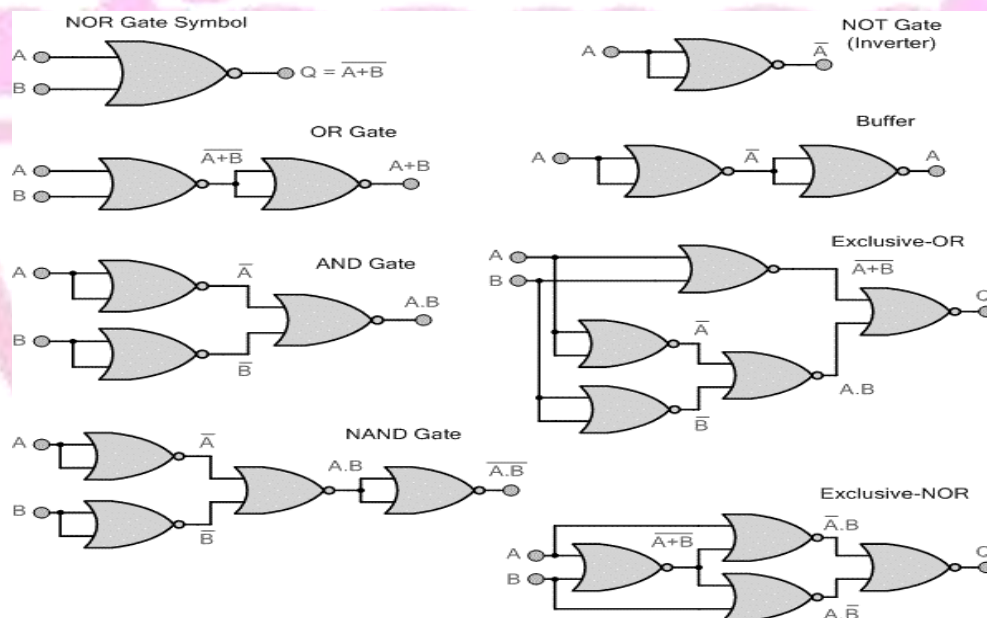 NOR Gate Symbol
A
B
Q = A̅+̅B̅
NOT Gate
(Inverter)
A
A̅
OR Gate
A
B
A̅+̅B̅
A+B
Buffer
A
A̅
A
AND Gate
A
B
A̅
B̅
A.B
Exclusive-OR
A
B
A̅+̅B̅
A̅
B̅
A.B
NAND Gate
A
B
A̅
B̅
A.B
A̅.̅B̅
Exclusive-NOR
A
B
A̅+̅B̅
A̅.B
A.B̅